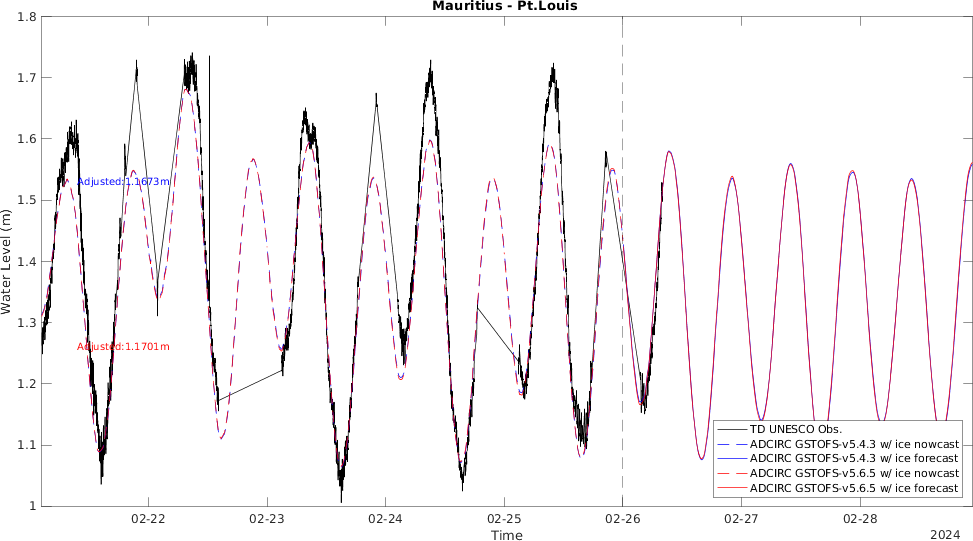 Mauritius - Pt.Louis
1.8
1.7
1.6
1.5
1.4
1.3
1.2
1.1
1
Water Level (m)
Adjusted:1.1673m
Adjusted:1.1701m
TD UNESCO Obs.
ADCIRC GSTOFS-v5.4.3 w/ ice nowcast
ADCIRC GSTOFS-v5.4.3 w/ ice forecast
ADCIRC GSTOFS-v5.6.5 w/ ice nowcast
ADCIRC GSTOFS-v5.6.5 w/ ice forecast
02-22 02-23 02-24 02-25 02-26 02-27 02-28
Time
2024